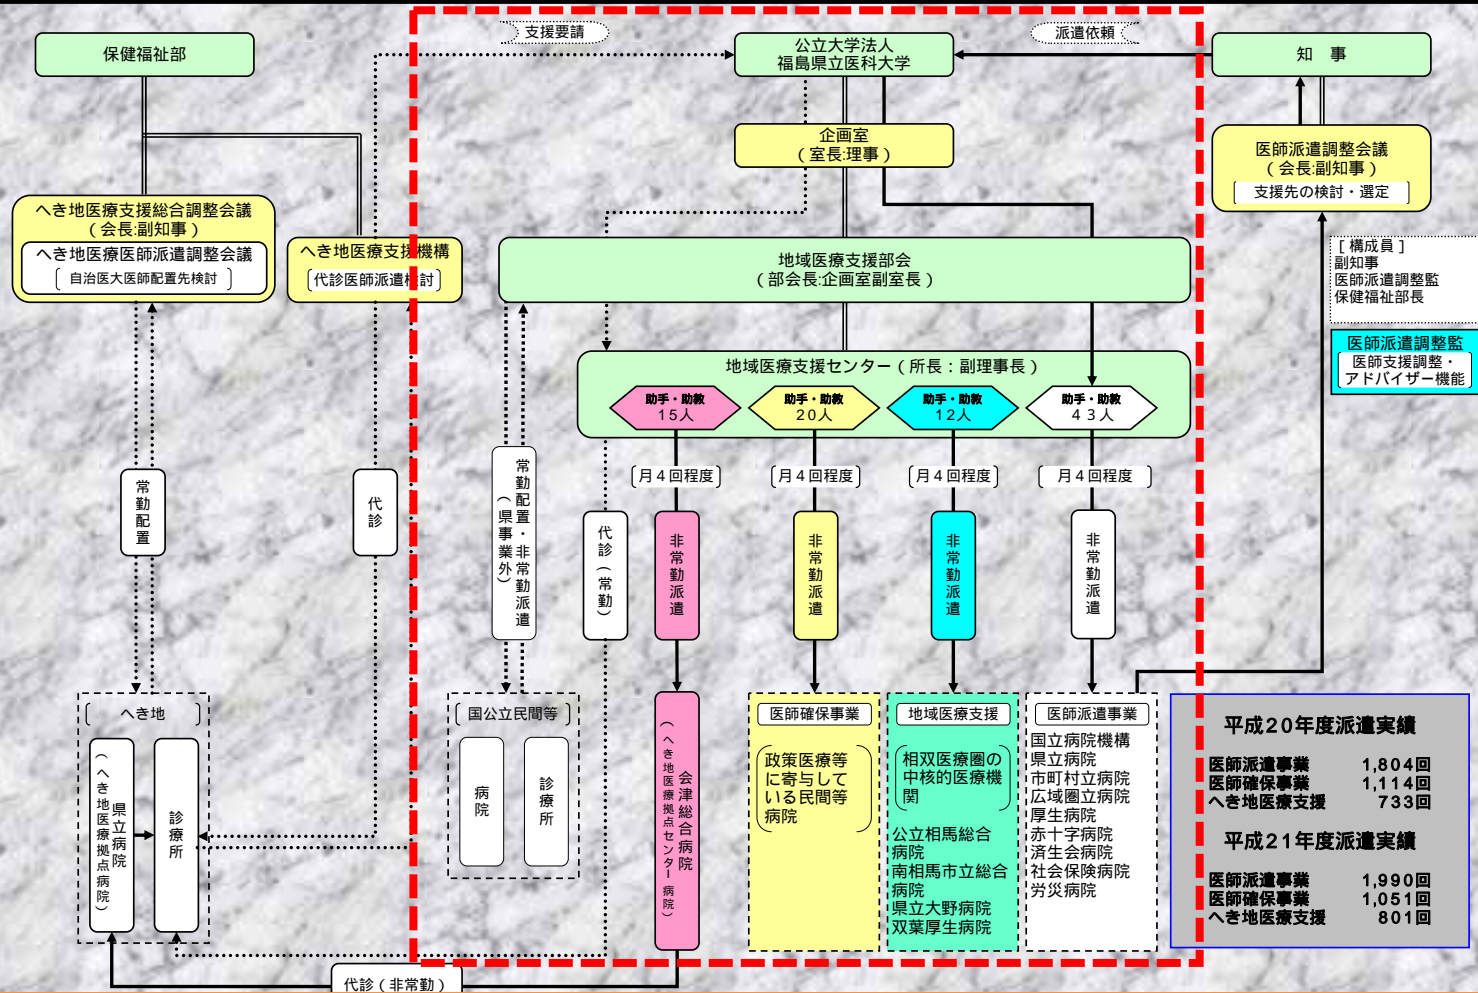 支援要請
派遣依頼
保健福祉部
公立大学法人
福島県立医科大学
知 事
企画室
（室長:理事）
医師派遣調整会議
（会長:副知事）
支援先の検討・選定
へき地医療支援総合調整会議
（会長:副知事）
へき地医療医師派遣調整会議
自治医大医師配置先検討
へき地医療支援機構
代診医師派遣検討
地域医療支援部会
（部会長:企画室副室長）
［構成員］
副知事
医師派遣調整監
保健福祉部長
医師派遣調整監
医師支援調整・
アドバイザー機能
地域医療支援センター（所長：副理事長）
助手・助教
15人
助手・助教
20人
助手・助教
12人
助手・助教
43人
月４回程度
月４回程度
月４回程度
月４回程度
常勤配置
代診
常勤配置・非常勤派遣
（県事業外）
代診（常勤）
非常勤派遣
非常勤派遣
非常勤派遣
非常勤派遣
へき地
県立病院
（へき地医療拠点病院）
診療所
国公立民間等
病院
診療所
会津総合病院
（へき地医療拠点センター病院）
医師確保事業
政策医療等
に寄与して
いる民間等
病院
地域医療支援
相双医療圏の
中核的医療機
関
公立相馬総合
病院
南相馬市立総合
病院
県立大野病院
双葉厚生病院
医師派遣事業
国立病院機構
県立病院
市町村立病院
広域圏立病院
厚生病院
赤十字病院
済生会病院
社会保険病院
労災病院
平成20年度派遣実績
医師派遣事業 1,804回
医師確保事業 1,114回
へき地医療支援 733回
平成21年度派遣実績
医師派遣事業 1,990回
医師確保事業 1,051回
へき地医療支援 801回
代診（非常勤）